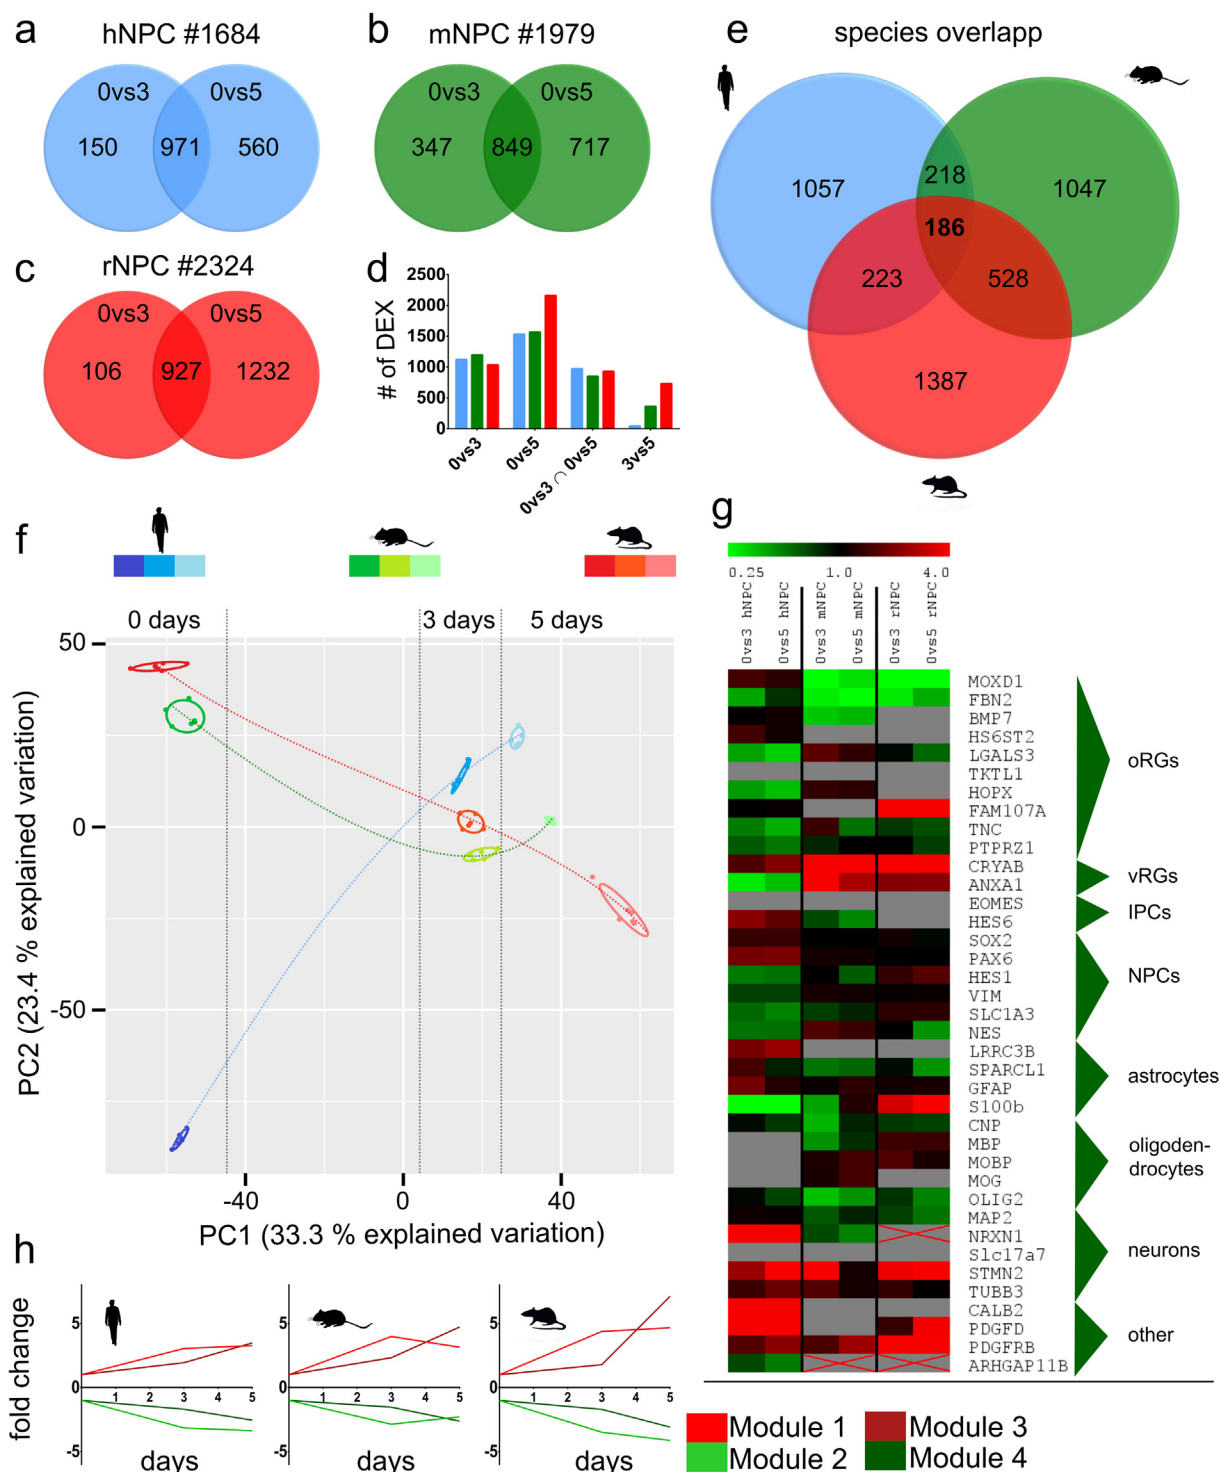 a
hNPC #1684
0vs3
0vs5
150
971
560
b
mNPC #1979
0vs3
0vs5
347
849
717
c
rNPC #2324
0vs3
0vs5
106
927
1232
d
# of DEX
2500
2000
1500
1000
500
0
0vs3
0vs5
0vs3 ∩ 0vs5
3vs5
e
species overlapp
1057
218
1047
186
223
528
1387
f
0 days
3 days
5 days
PC2 (23.4 % explained variation)
50
0
-50
-40
0
40
PC1 (33.3 % explained variation)
g
0.25
1.0
4.0
0vs3 hNPC
0vs5 hNPC
0vs3 mNPC
0vs5 mNPC
0vs3 rNPC
0vs5 rNPC
MOXD1
FBN2
BMP7
HS6ST2
LGALS3
TKTL1
HOPX
FAM107A
TNC
PTPRZ1
CRYAB
ANXA1
EOMES
HES6
SOX2
PAX6
HES1
VIM
SLC1A3
NES
LRRC3B
SPARCL1
GFAP
S100b
CNP
MBP
MOBP
MOG
OLIG2
MAP2
NRXN1
Slc17a7
STMN2
TUBB3
CALB2
PDGFD
PDGFRB
ARHGAP11B
oRGs
vRGs
IPCs
NPCs
astrocytes
oligoden-
drocytes
neurons
other
h
fold change
5
0
-5
1 2 3 4 5
days
5
0
-5
1 2 3 4 5
days
5
0
-5
1 2 3 4 5
days
Module 1
Module 2
Module 3
Module 4